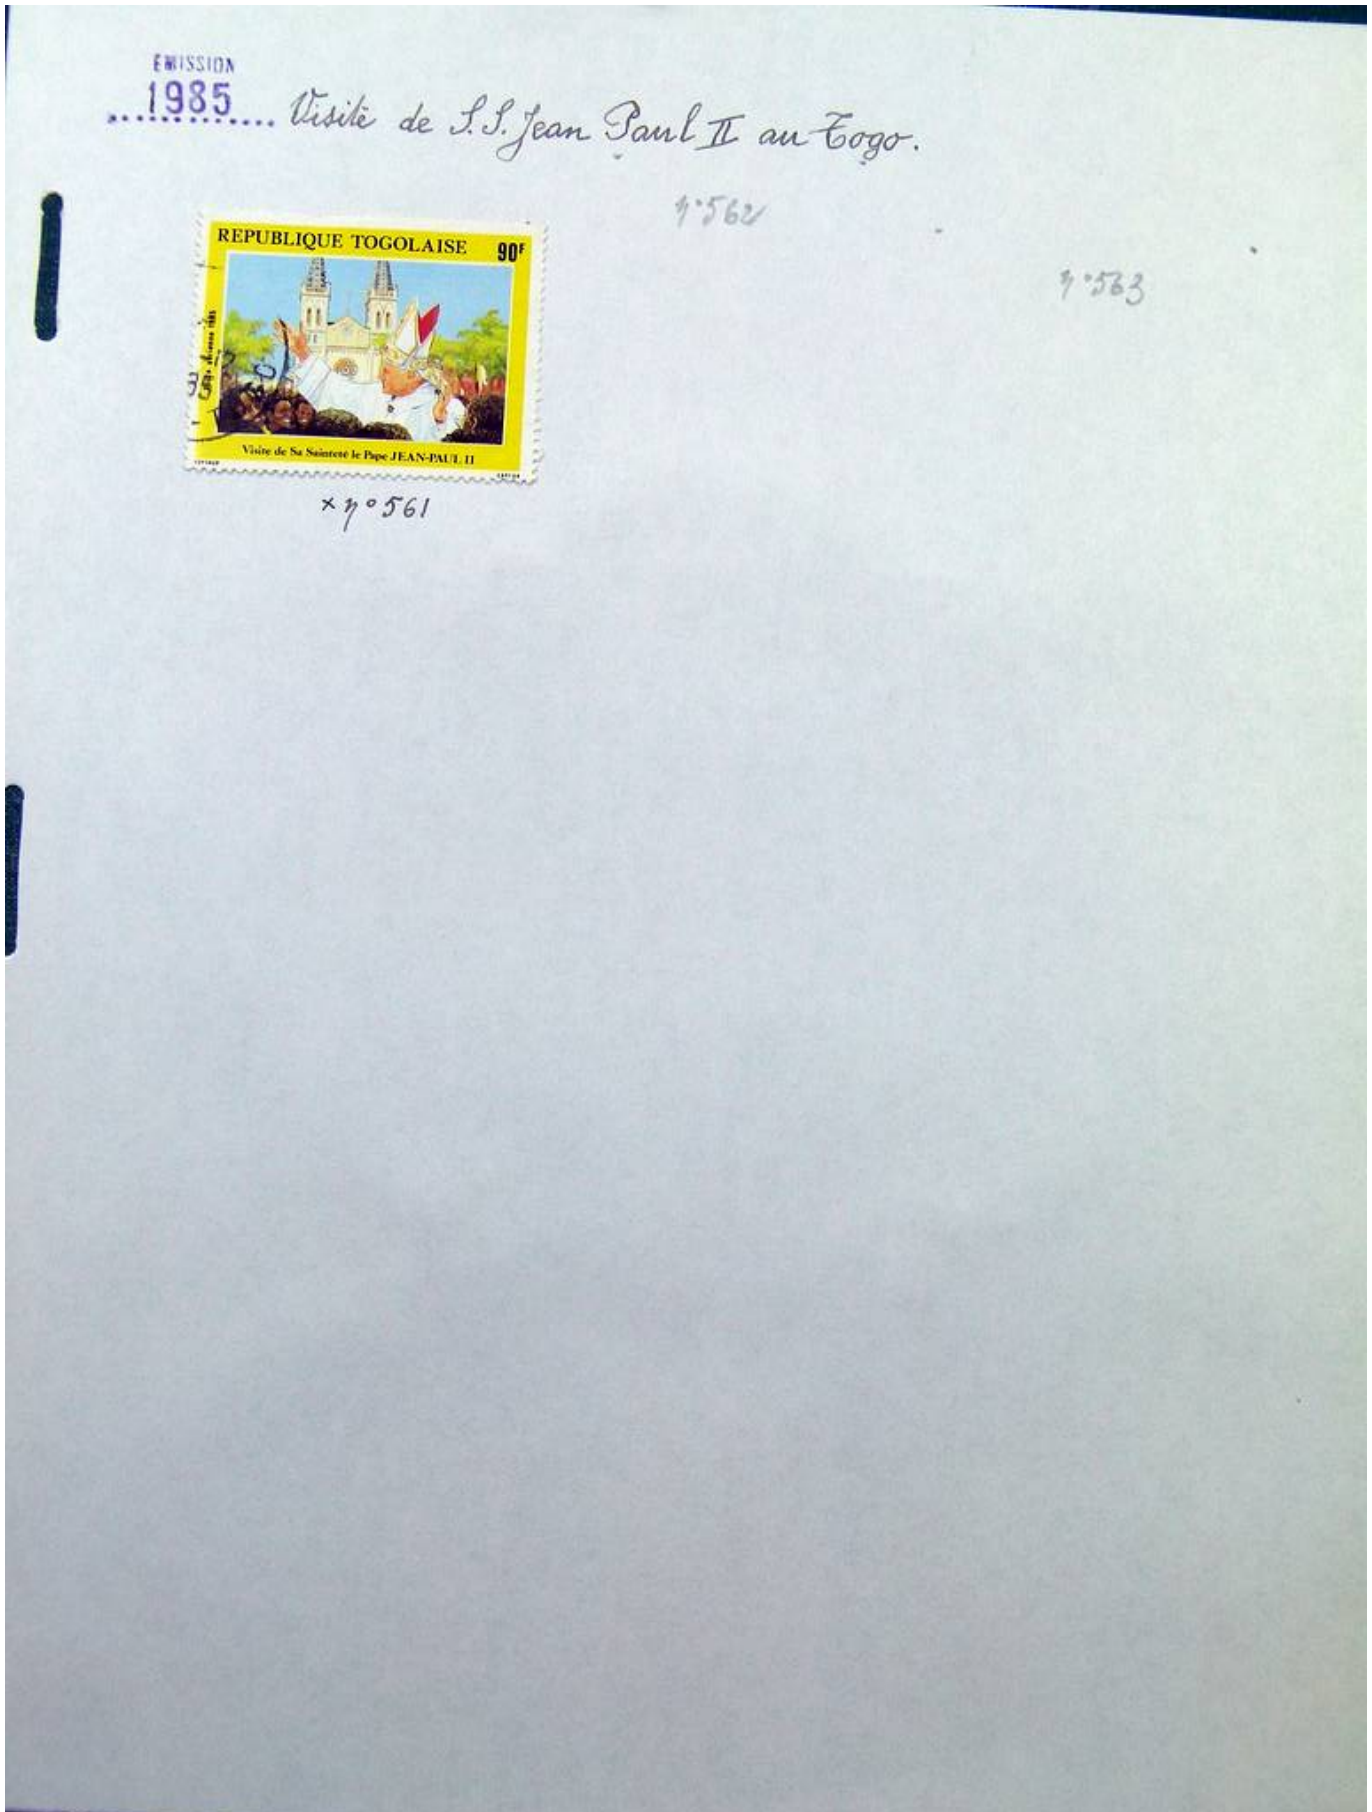 EMISSION
1985 Visite de S.S. Jean Paul II au Togo.
n°562
n°563
REPUBLIQUE TOGOLAISE 90F
1985
Visite de Sa Sainteté le Pape JEAN-PAUL II
x n°561